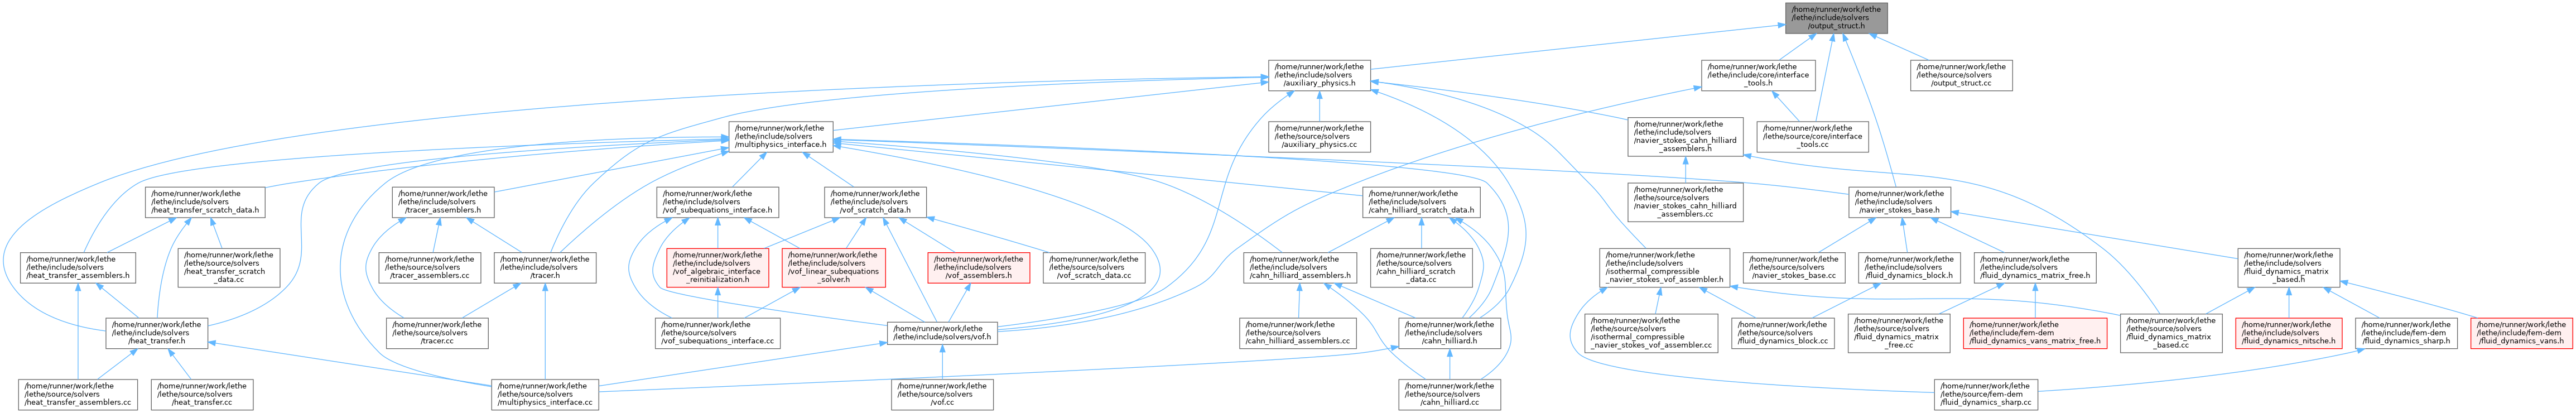 /home/runner/work/lethe
/lethe/include/solvers
/output_struct.h
/home/runner/work/lethe
/lethe/include/solvers
/auxiliary_physics.h
/home/runner/work/lethe
/lethe/include/core/interface
_tools.h
/home/runner/work/lethe
/lethe/source/solvers
/output_struct.cc
/home/runner/work/lethe
/lethe/include/solvers
/multiphysics_interface.h
/home/runner/work/lethe
/lethe/source/solvers
/auxiliary_physics.cc
/home/runner/work/lethe
/lethe/include/solvers
/navier_stokes_cahn_hilliard
_assemblers.h
/home/runner/work/lethe
/lethe/source/core/interface
_tools.cc
/home/runner/work/lethe
/lethe/include/solvers
/heat_transfer_scratch_data.h
/home/runner/work/lethe
/lethe/include/solvers
/tracer_assemblers.h
/home/runner/work/lethe
/lethe/include/solvers
/vof_subequations_interface.h
/home/runner/work/lethe
/lethe/include/solvers
/vof_scratch_data.h
/home/runner/work/lethe
/lethe/include/solvers
/cahn_hilliard_scratch_data.h
/home/runner/work/lethe
/lethe/source/solvers
/navier_stokes_cahn_hilliard
_assemblers.cc
/home/runner/work/lethe
/lethe/include/solvers
/navier_stokes_base.h
/home/runner/work/lethe
/lethe/include/solvers
/heat_transfer_assemblers.h
/home/runner/work/lethe
/lethe/source/solvers
/heat_transfer_scratch
_data.cc
/home/runner/work/lethe
/lethe/source/solvers
/tracer_assemblers.cc
/home/runner/work/lethe
/lethe/include/solvers
/tracer.h
/home/runner/work/lethe
/lethe/include/solvers
/vof_algebraic_interface
_reinitialization.h
/home/runner/work/lethe
/lethe/include/solvers
/vof_linear_subequations
_solver.h
/home/runner/work/lethe
/lethe/include/solvers
/vof_assemblers.h
/home/runner/work/lethe
/lethe/source/solvers
/vof_scratch_data.cc
/home/runner/work/lethe
/lethe/include/solvers
/cahn_hilliard_assemblers.h
/home/runner/work/lethe
/lethe/source/solvers
/cahn_hilliard_scratch
_data.cc
/home/runner/work/lethe
/lethe/include/solvers
/isothermal_compressible
_navier_stokes_vof_assembler.h
/home/runner/work/lethe
/lethe/source/solvers
/navier_stokes_base.cc
/home/runner/work/lethe
/lethe/include/solvers
/fluid_dynamics_block.h
/home/runner/work/lethe
/lethe/include/solvers
/fluid_dynamics_matrix_free.h
/home/runner/work/lethe
/lethe/include/solvers
/fluid_dynamics_matrix
_based.h
/home/runner/work/lethe
/lethe/include/solvers
/heat_transfer.h
/home/runner/work/lethe
/lethe/source/solvers
/tracer.cc
/home/runner/work/lethe
/lethe/source/solvers
/vof_subequations_interface.cc
/home/runner/work/lethe
/lethe/include/solvers/vof.h
/home/runner/work/lethe
/lethe/source/solvers
/cahn_hilliard_assemblers.cc
/home/runner/work/lethe
/lethe/include/solvers
/cahn_hilliard.h
/home/runner/work/lethe
/lethe/source/solvers
/isothermal_compressible
_navier_stokes_vof_assembler.cc
/home/runner/work/lethe
/lethe/source/solvers
/fluid_dynamics_block.cc
/home/runner/work/lethe
/lethe/source/solvers
/fluid_dynamics_matrix
_free.cc
/home/runner/work/lethe
/lethe/include/fem-dem
/fluid_dynamics_vans_matrix_free.h
/home/runner/work/lethe
/lethe/source/solvers
/fluid_dynamics_matrix
_based.cc
/home/runner/work/lethe
/lethe/include/solvers
/fluid_dynamics_nitsche.h
/home/runner/work/lethe
/lethe/include/fem-dem
/fluid_dynamics_sharp.h
/home/runner/work/lethe
/lethe/include/fem-dem
/fluid_dynamics_vans.h
/home/runner/work/lethe
/lethe/source/solvers
/heat_transfer_assemblers.cc
/home/runner/work/lethe
/lethe/source/solvers
/heat_transfer.cc
/home/runner/work/lethe
/lethe/source/solvers
/multiphysics_interface.cc
/home/runner/work/lethe
/lethe/source/solvers
/vof.cc
/home/runner/work/lethe
/lethe/source/solvers
/cahn_hilliard.cc
/home/runner/work/lethe
/lethe/source/fem-dem
/fluid_dynamics_sharp.cc